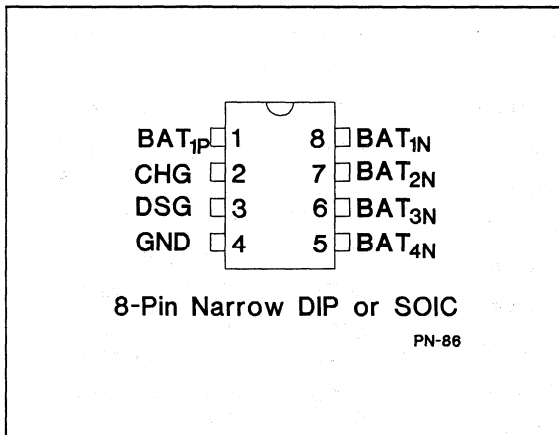 BAT1P 1 8 BAT1N
CHG 2 7 BAT2N
DSG 3 6 BAT3N
GND 4 5 BAT4N
8-Pin Narrow DIP or SOIC
PN-86